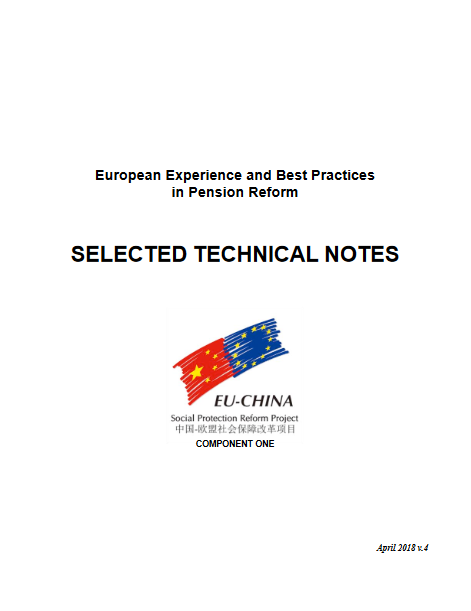 European Experience and Best Practices
in Pension Reform
SELECTED TECHNICAL NOTES
EU-CHINA
Social Protection Reform Project
中国-欧盟社会保障改革项目
COMPONENT ONE
April 2018 v.4